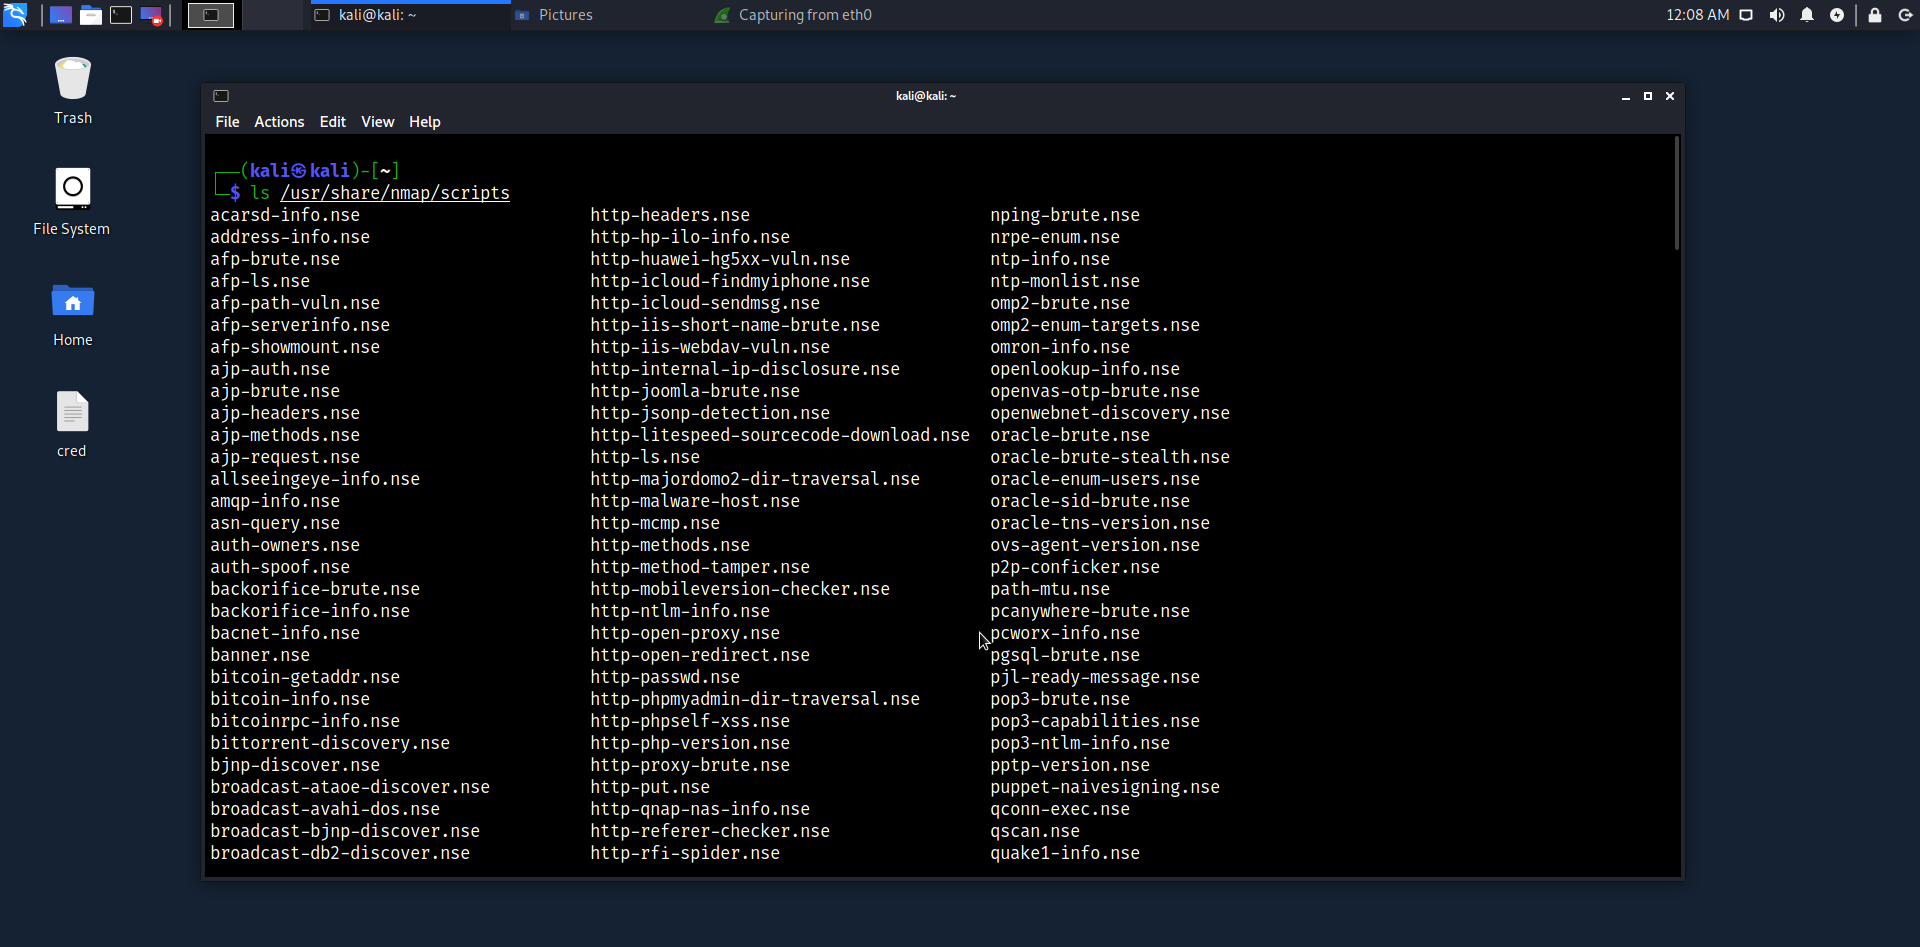 kali@kali: ~ Pictures Capturing from eth0 12:08 AM
Trash
File System
Home
cred
kali@kali: ~
File Actions Edit View Help
(kali㉿kali)-[~]
$ ls /usr/share/nmap/scripts
acarsd-info.nse http-headers.nse nping-brute.nse
address-info.nse http-hp-ilo-info.nse nrpe-enum.nse
afp-brute.nse http-huawei-hg5xx-vuln.nse ntp-info.nse
afp-ls.nse http-icloud-findmyiphone.nse ntp-monlist.nse
afp-path-vuln.nse http-icloud-sendmsg.nse omp2-brute.nse
afp-serverinfo.nse http-iis-short-name-brute.nse omp2-enum-targets.nse
afp-showmount.nse http-iis-webdav-vuln.nse omron-info.nse
ajp-auth.nse http-internal-ip-disclosure.nse openlookup-info.nse
ajp-brute.nse http-joomla-brute.nse openvas-otp-brute.nse
ajp-headers.nse http-jsonp-detection.nse openwebnet-discovery.nse
ajp-methods.nse http-litespeed-sourcecode-download.nse oracle-brute.nse
ajp-request.nse http-ls.nse oracle-brute-stealth.nse
allseeingeye-info.nse http-majordomo2-dir-traversal.nse oracle-enum-users.nse
amqp-info.nse http-malware-host.nse oracle-sid-brute.nse
asn-query.nse http-mcmp.nse oracle-tns-version.nse
auth-owners.nse http-methods.nse ovs-agent-version.nse
auth-spoof.nse http-method-tamper.nse p2p-conficker.nse
backorifice-brute.nse http-mobileversion-checker.nse path-mtu.nse
backorifice-info.nse http-ntlm-info.nse pcanywhere-brute.nse
bacnet-info.nse http-open-proxy.nse pcworx-info.nse
banner.nse http-open-redirect.nse pgsql-brute.nse
bitcoin-getaddr.nse http-passwd.nse pjl-ready-message.nse
bitcoin-info.nse http-phpmyadmin-dir-traversal.nse pop3-brute.nse
bitcoinrpc-info.nse http-phpself-xss.nse pop3-capabilities.nse
bittorrent-discovery.nse http-php-version.nse pop3-ntlm-info.nse
bjnp-discover.nse http-proxy-brute.nse pptp-version.nse
broadcast-ataoe-discover.nse http-put.nse puppet-naivesigning.nse
broadcast-avahi-dos.nse http-qnap-nas-info.nse qconn-exec.nse
broadcast-bjnp-discover.nse http-referer-checker.nse qscan.nse
broadcast-db2-discover.nse http-rfi-spider.nse quake1-info.nse